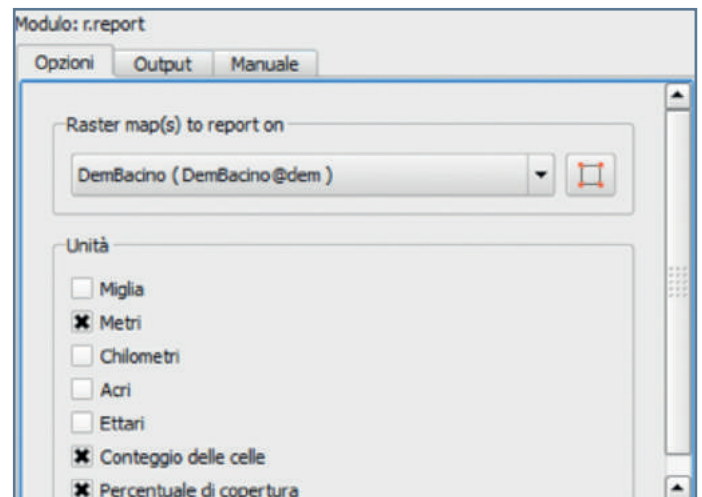 Modulo: r.report
Opzioni Output Manuale
Raster map(s) to report on
DemBacino ( DemBacino@dem )
Unità
Miglia
Metri
Chilometri
Acri
Ettari
Conteggio delle celle
Percentuale di copertura